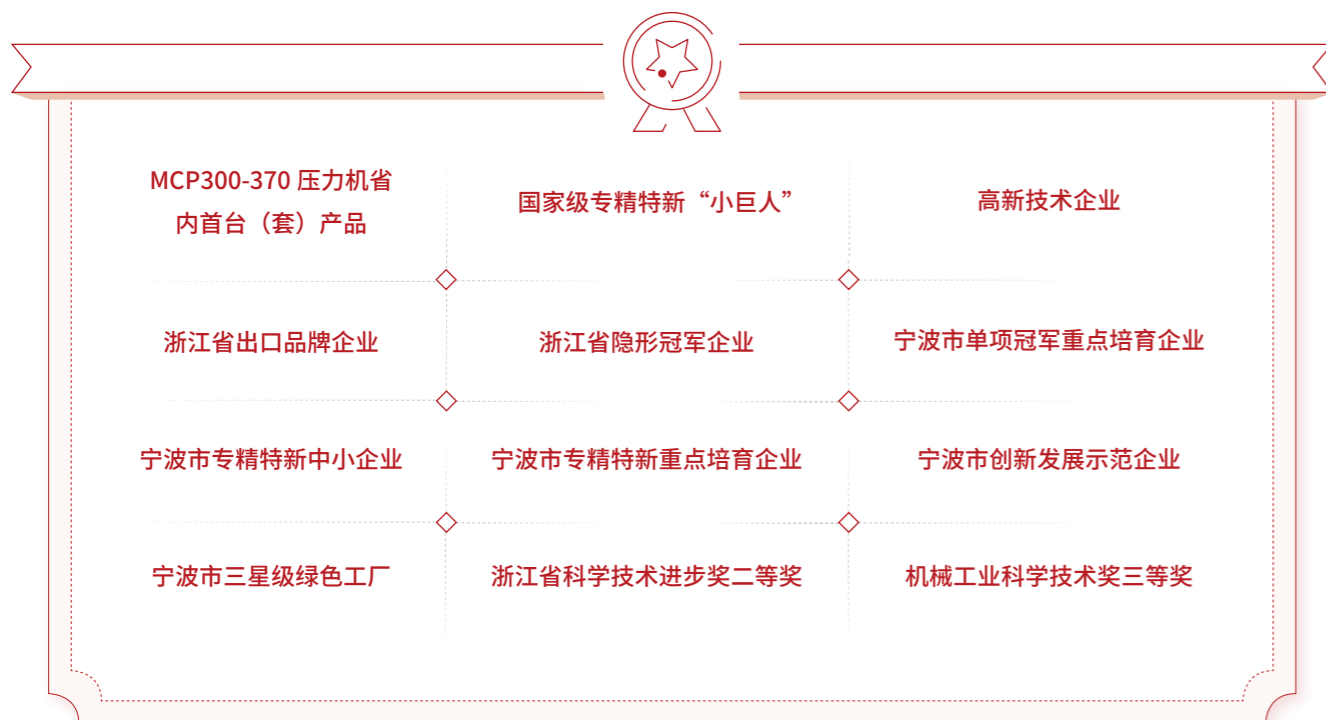 MCP300-370 压力机省
内首台（套）产品
国家级专精特新“小巨人”
高新技术企业
浙江省出口品牌企业
浙江省隐形冠军企业
宁波市单项冠军重点培育企业
宁波市专精特新中小企业
宁波市专精特新重点培育企业
宁波市创新发展示范企业
宁波市三星级绿色工厂
浙江省科学技术进步奖二等奖
机械工业科学技术奖三等奖